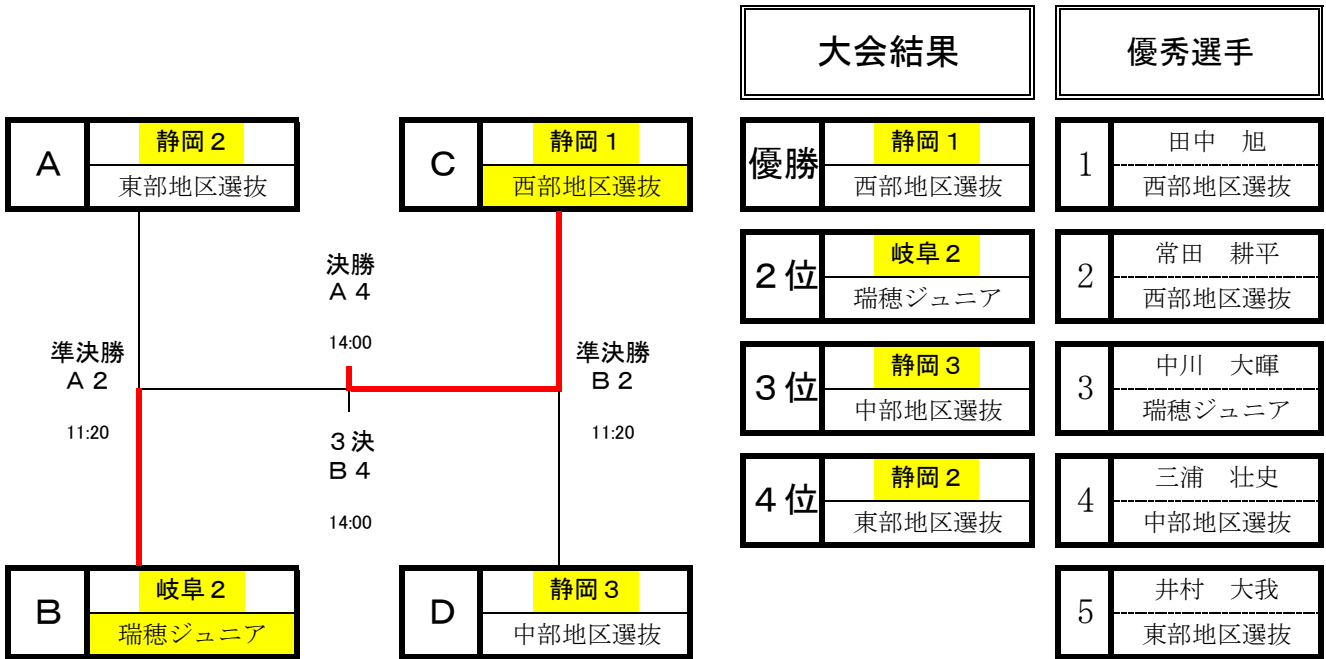 大会結果
優秀選手
A
静岡２
東部地区選抜
C
静岡１
西部地区選抜
優勝
静岡１
西部地区選抜
1
田中　旭
西部地区選抜
決勝
A４
14:00
２位
岐阜２
瑞穂ジュニア
2
常田　耕平
西部地区選抜
準決勝
A２
11:20
準決勝
B２
11:20
３位
静岡３
中部地区選抜
3
中川　大暉
瑞穂ジュニア
３決
B４
14:00
４位
静岡２
東部地区選抜
4
三浦　壮史
中部地区選抜
B
岐阜２
瑞穂ジュニア
D
静岡３
中部地区選抜
5
井村　大我
東部地区選抜